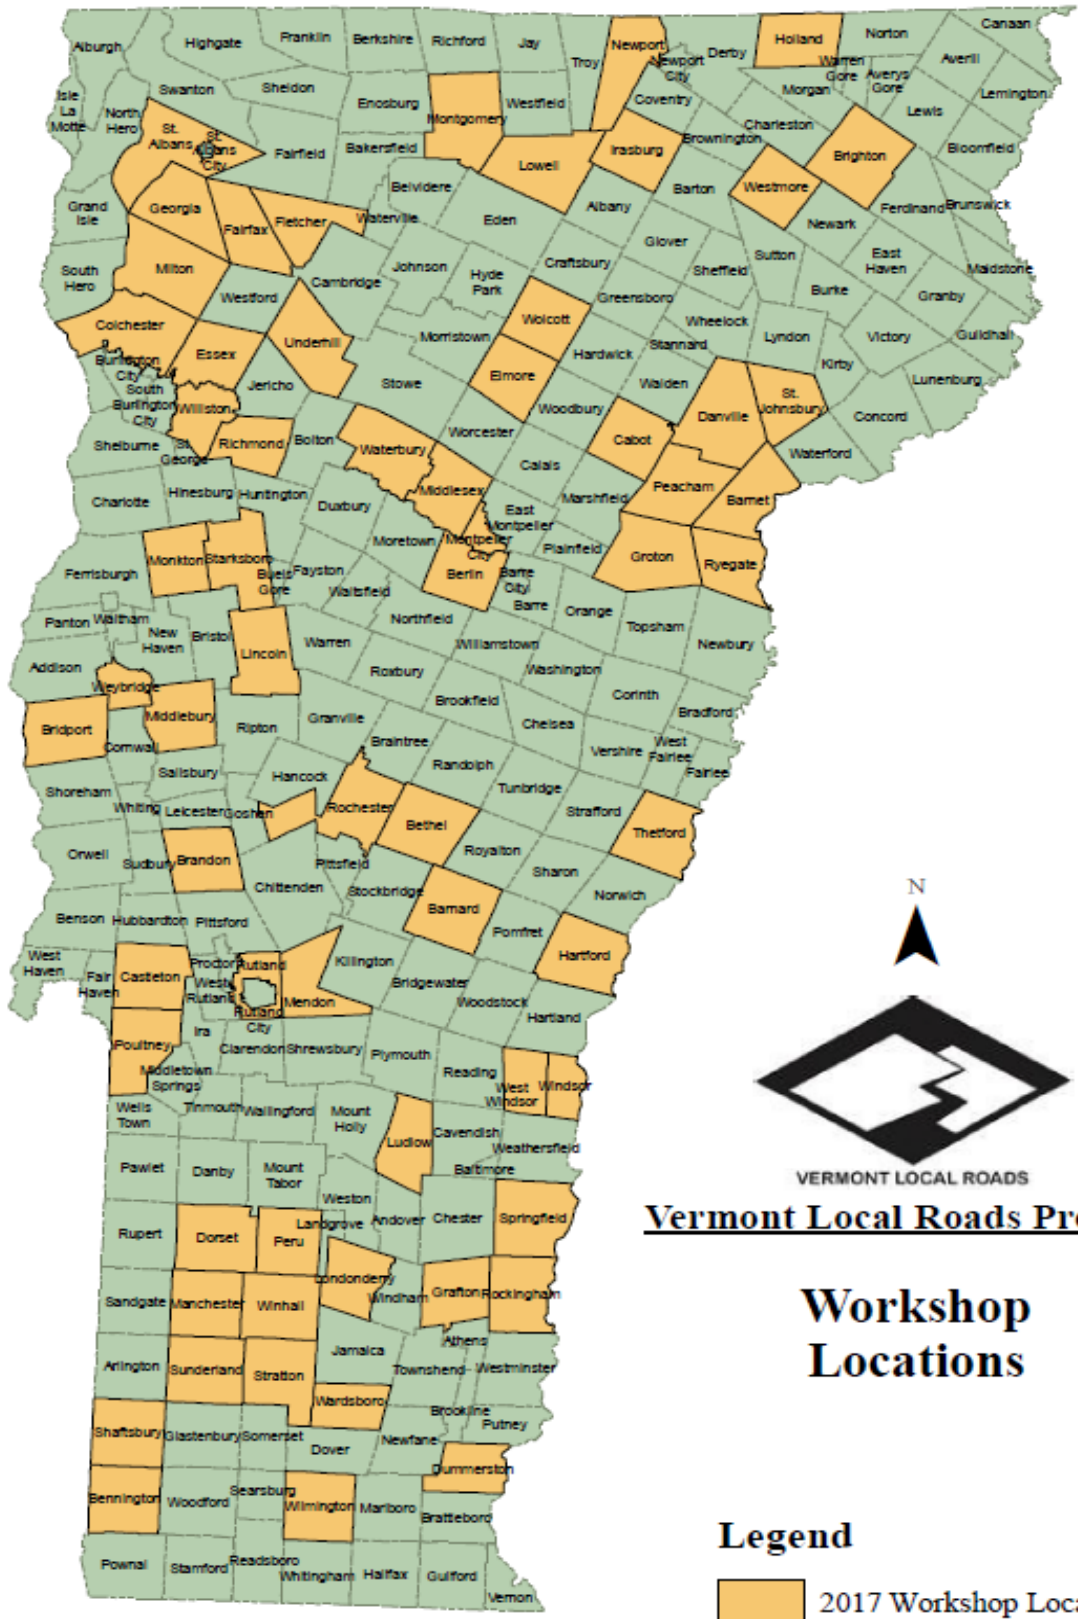 Canaan
Franklin
Berkshire
Richford
Jay
Newport
Holland
Norton
Alburgh
Highgate
Troy
Newport
City
Derby
Warren
Gore
Averys
Gore
Averill
Isle
La
Motte
North
Hero
Swanton
Sheldon
Enosburg
Montgomery
Westfield
Coventry
Morgan
Lewis
Lemington
St.
Albans
St.
Albans
City
Fairfield
Bakersfield
Lowell
Irasburg
Brownington
Charleston
Brighton
Bloomfield
Grand
Isle
Georgia
Fairfax
Fletcher
Waterville
Belvidere
Eden
Albany
Barton
Westmore
Newark
Ferdinand
Brunswick
South
Hero
Milton
Westford
Cambridge
Johnson
Hyde
Park
Craftsbury
Glover
Sheffield
Sutton
East
Haven
Maidstone
Colchester
Essex
Underhill
Morristown
Wolcott
Greensboro
Wheelock
Burke
Granby
Guildhall
Burlington
City
South
Burlington
City
Jericho
Stowe
Elmore
Hardwick
Stannard
Lyndon
Kirby
Victory
Lunenburg
Williston
Woodbury
Walden
Danville
St.
Johnsbury
Concord
Shelburne
St.
George
Richmond
Bolton
Waterbury
Worcester
Calais
Cabot
Waterford
Charlotte
Hinesburg
Huntington
Duxbury
Middlesex
East
Montpelier
Marshfield
Peacham
Barnet
Ferrisburgh
Monkton
Starksboro
Buels
Gore
Fayston
Moretown
Montpelier
City
Berlin
Barre
City
Plainfield
Groton
Ryegate
Panton
Waltham
New
Haven
Bristol
Waitsfield
Northfield
Barre
Orange
Topsham
Newbury
Addison
Lincoln
Warren
Roxbury
Williamstown
Washington
Weybridge
Middlebury
Ripton
Granville
Brookfield
Chelsea
Corinth
Bradford
Bridport
Cornwall
Salisbury
Hancock
Braintree
Randolph
Vershire
West
Fairlee
Fairlee
Shoreham
Whiting
Leicester
Goshen
Rochester
Bethel
Tunbridge
Strafford
Thetford
Orwell
Sudbury
Brandon
Chittenden
Pittsfield
Stockbridge
Royalton
Sharon
Norwich
Benson
Hubbardton
Pittsford
Barnard
Pomfret
Hartford
West
Haven
Fair
Haven
Castleton
Proctor
Rutland
West
Rutland
Rutland
City
Mendon
Killington
Bridgewater
Woodstock
Hartland
Poultney
Ira
Clarendon
Shrewsbury
Plymouth
Reading
West
Windsor
Windsor
Middletown
Springs
Wells
Town
Tinmouth
Wallingford
Mount
Holly
Ludlow
Cavendish
Weathersfield
Baltimore
Pawlet
Danby
Mount
Tabor
Weston
Landgrove
Andover
Chester
Springfield
Rupert
Dorset
Peru
Londonderry
Windham
Grafton
Rockingham
Sandgate
Manchester
Winhall
Athens
Arlington
Sunderland
Stratton
Jamaica
Townshend
Westminster
Wardsboro
Brookline
Putney
Shaftsbury
Glastenbury
Somerset
Dover
Newfane
Dummerston
Bennington
Woodford
Searsburg
Wilmington
Marlboro
Brattleboro
Pownal
Stamford
Readsboro
Whitingham
Halifax
Guilford
Vernon
N
VERMONT LOCAL ROADS
Vermont Local Roads Pr
Workshop
Locations
Legend
2017 Workshop Loca